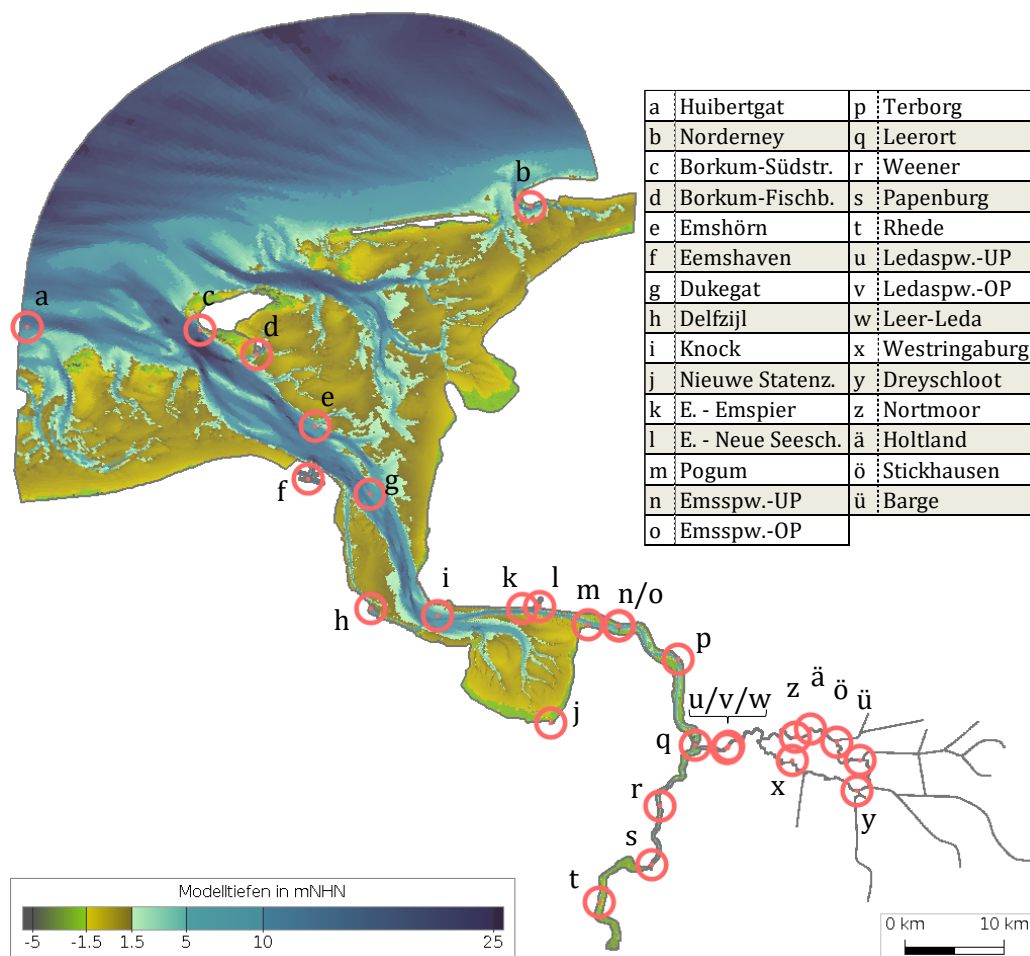 a Huibertgat p Terborg
b Norderney q Leerort
c Borkum-Südstr. r Weener
d Borkum-Fischb. s Papenburg
e Emshörn t Rhede
f Eemshaven u Ledaspw.-UP
g Dukegat v Ledaspw.-OP
h Delfzijl w Leer-Leda
i Knock x Westringaburg
j Nieuwe Statenz. y Dreyschloot
k E. - Emspier z Nortmoor
l E. - Neue Seesch. ä Holtland
m Pogum ö Stickhausen
n Emsspw.-UP ü Barge
o Emsspw.-OP
b
a
c
d
e
f
g
h
i
k
l
m
n/o
p
j
u/v/w
z
ä
ö
ü
q
x
y
r
s
t
Modelltiefen in mNHN
-5 -1.5 1.5 5 10 25
0 km 10 km